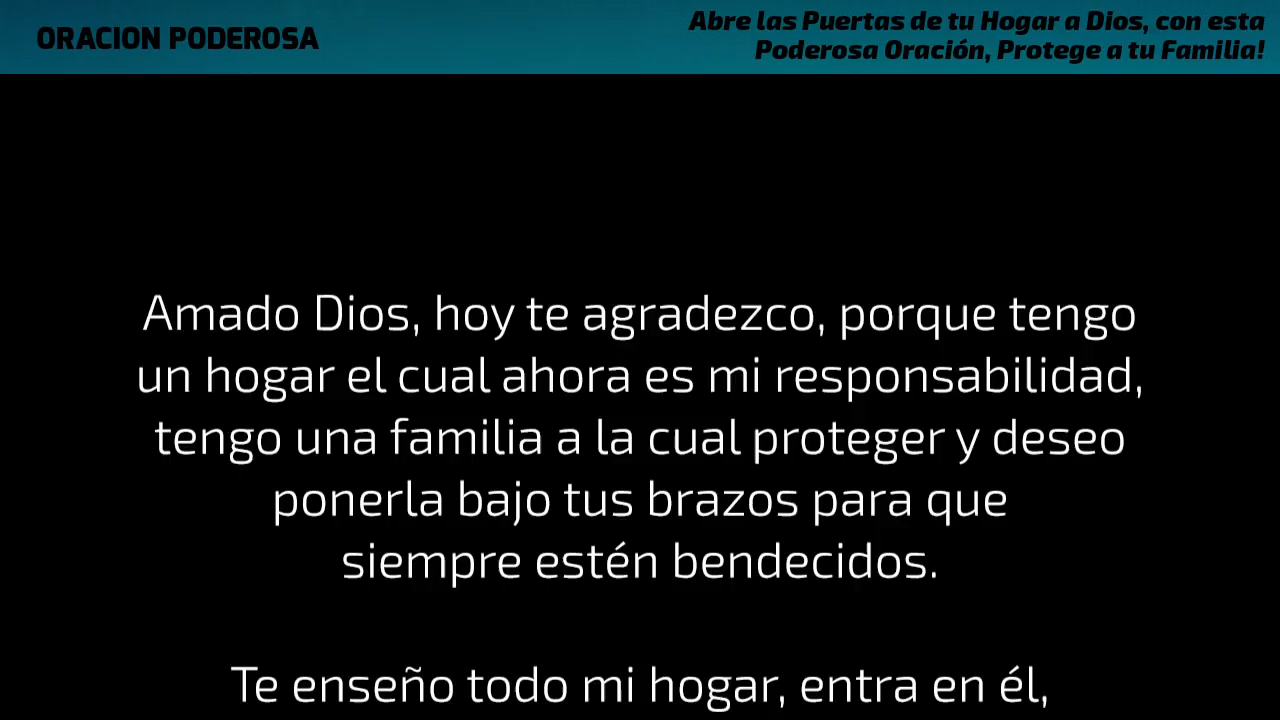 ORACION PODEROSA
Abre las Puertas de tu Hogar a Dios, con esta
Poderosa Oración, Protege a tu Familia!
Amado Dios, hoy te agradezco, porque tengo
un hogar el cual ahora es mi responsabilidad,
tengo una familia a la cual proteger y deseo
ponerla bajo tus brazos para que
siempre estén bendecidos.
Te enseño todo mi hogar, entra en él,